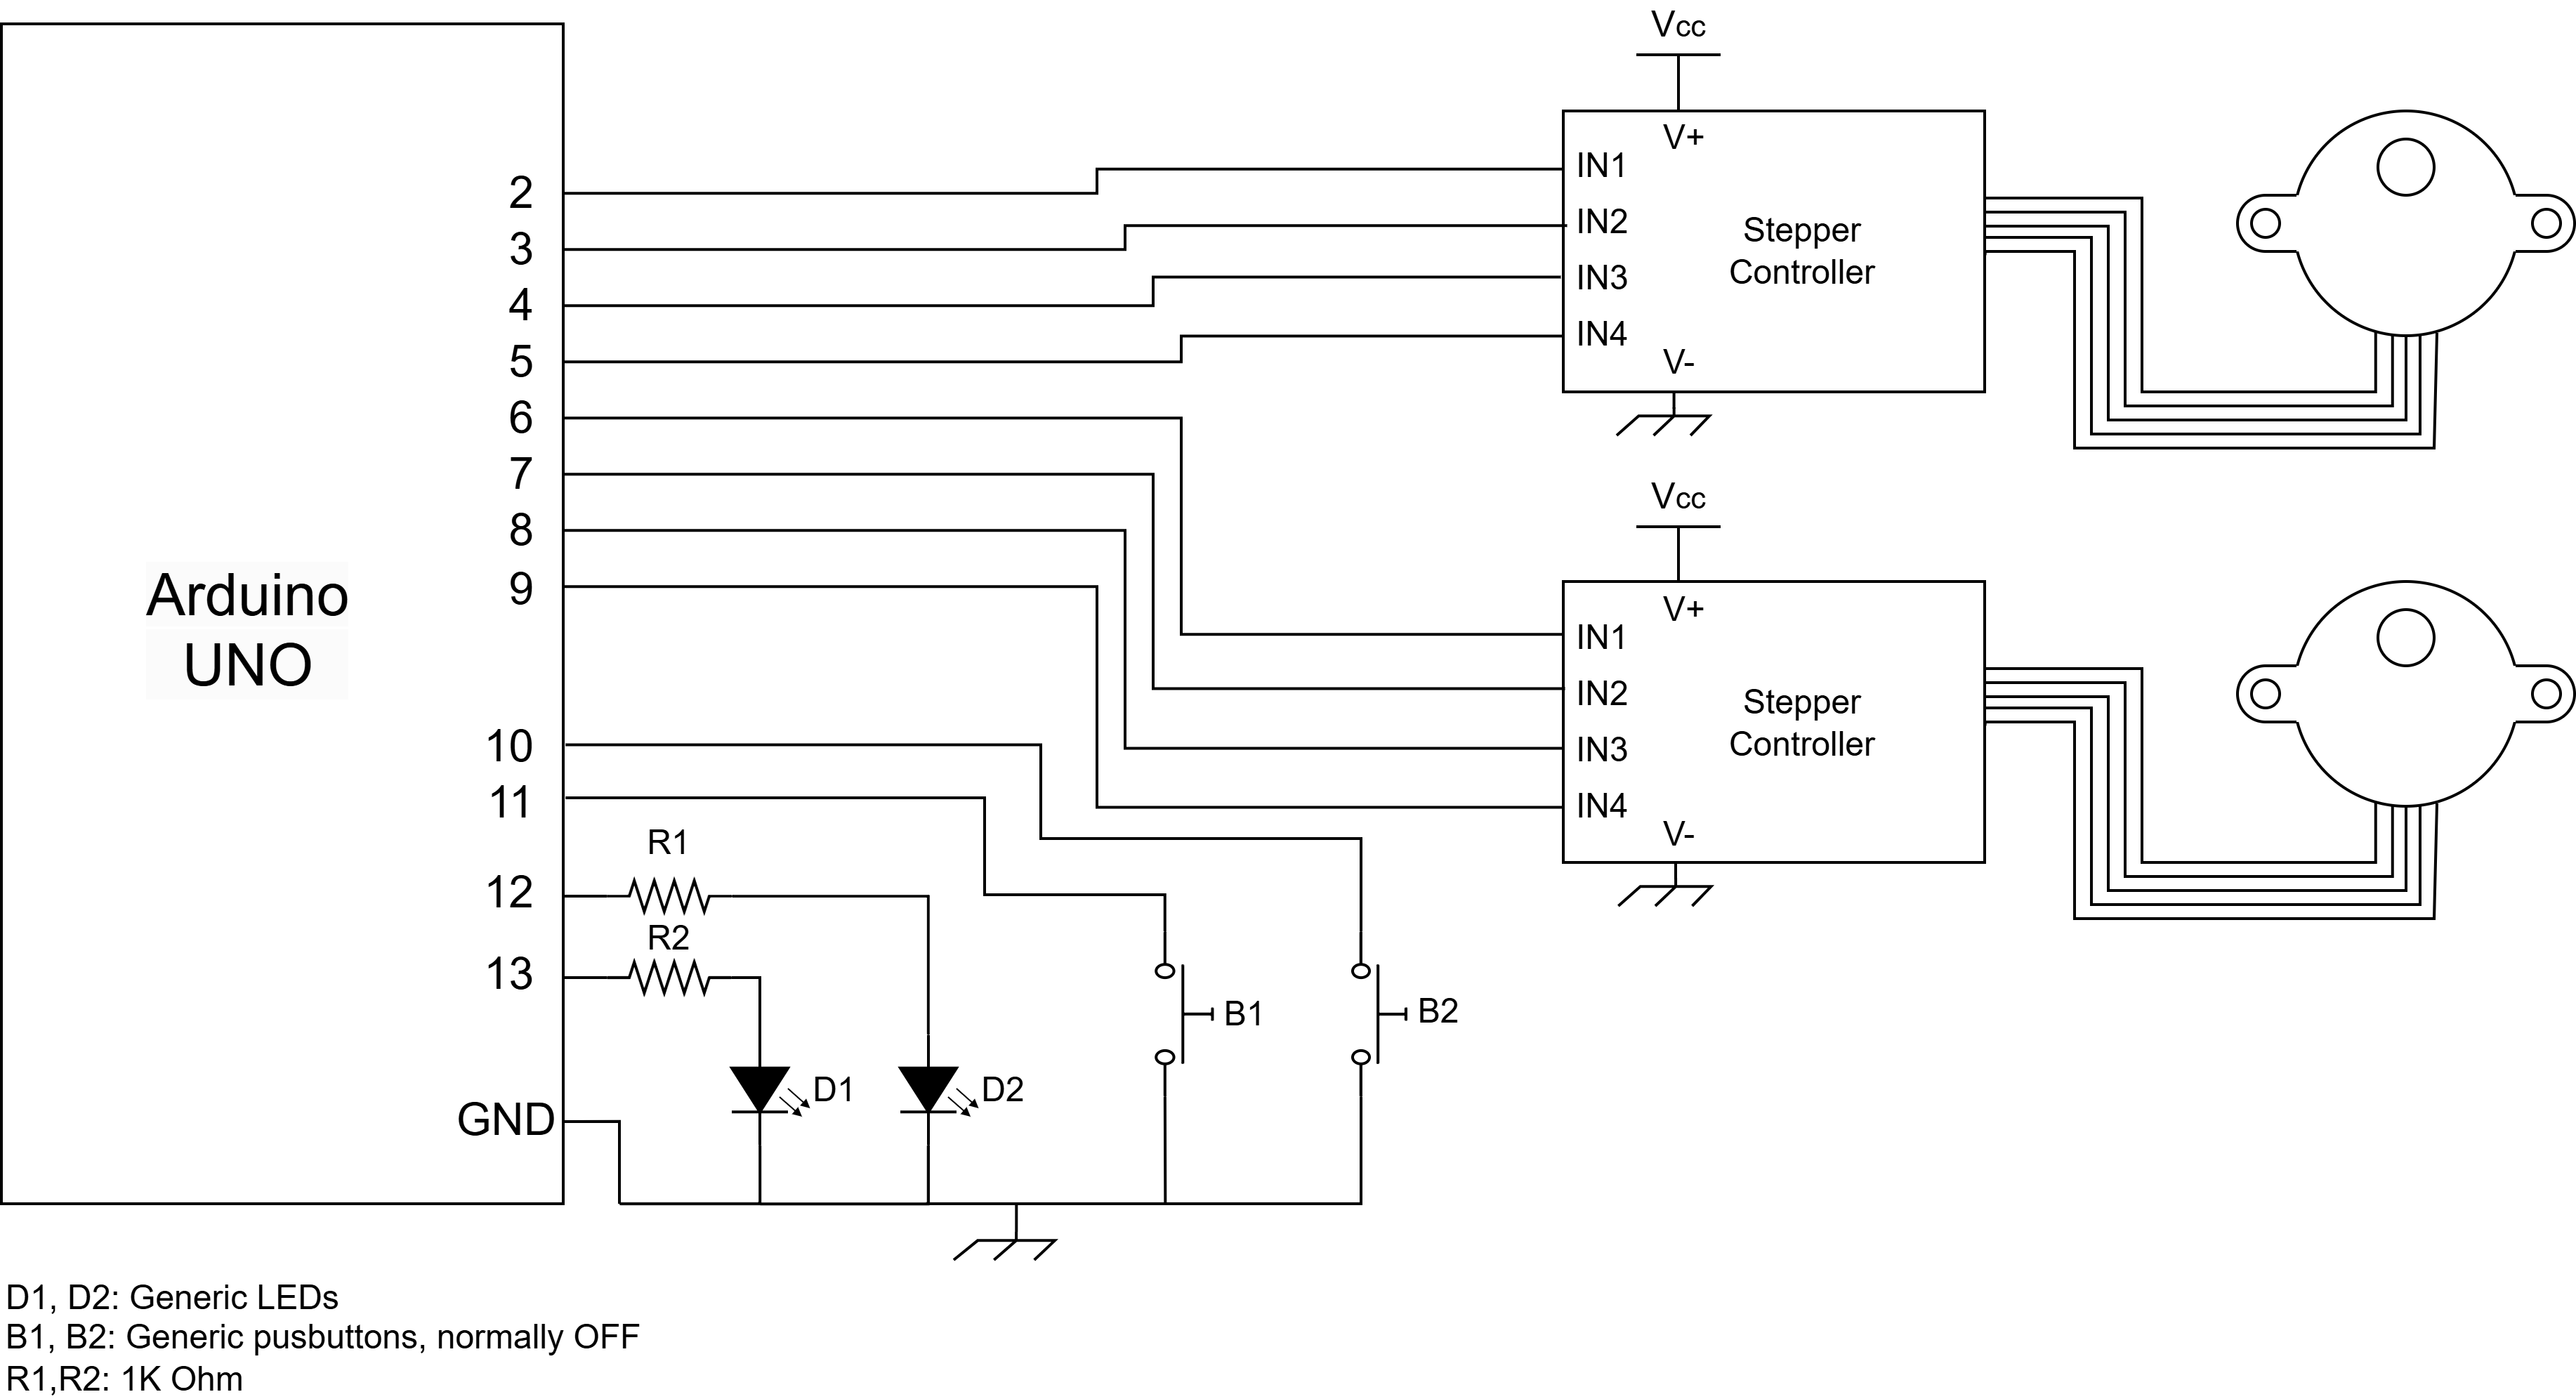 Arduino
UNO
2
3
4
5
6
7
8
9
10
11
12
13
GND
R1
R2
D1
D2
B1
B2
Vcc
V+
IN1
IN2
IN3
IN4
Stepper
Controller
V-
Vcc
V+
IN1
IN2
IN3
IN4
Stepper
Controller
V-
D1, D2: Generic LEDs
B1, B2: Generic pusbuttons, normally OFF
R1,R2: 1K Ohm